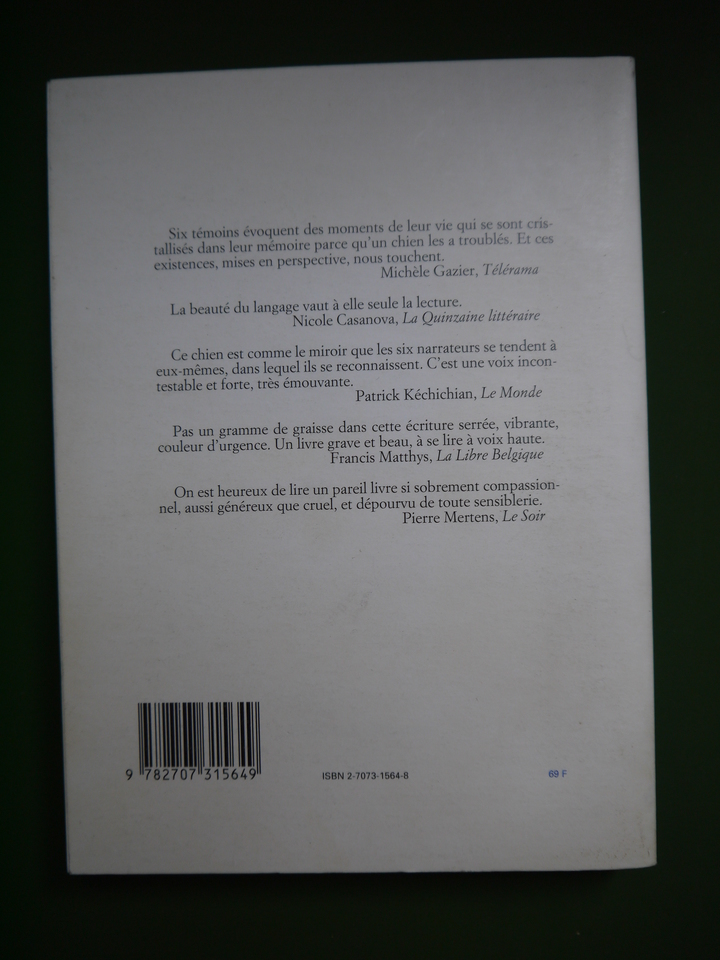 Six témoins évoquent des moments de leur vie qui se sont cris-
tallisés dans leur mémoire parce qu'un chien les a troublés. Et ces
existences, mises en perspective, nous touchent.
Michèle Gazier, Télérama
La beauté du langage vaut à elle seule la lecture.
Nicole Casanova, La Quinzaine littéraire
Ce chien est comme le miroir que les six narrateurs se tendent à
eux-mêmes, dans lequel ils se reconnaissent. C'est une voix incon-
testable et forte, très émouvante.
Patrick Kéchichian, Le Monde
Pas un gramme de graisse dans cette écriture serrée, vibrante,
couleur d'urgence. Un livre grave et beau, à se lire à voix haute.
Francis Matthys, La Libre Belgique
On est heureux de lire un pareil livre si sobrement compassion-
nel, aussi généreux que cruel, et dépourvu de toute sensiblerie.
Pierre Mertens, Le Soir
9 782707 315649
ISBN 2-7073-1564-8
69 F